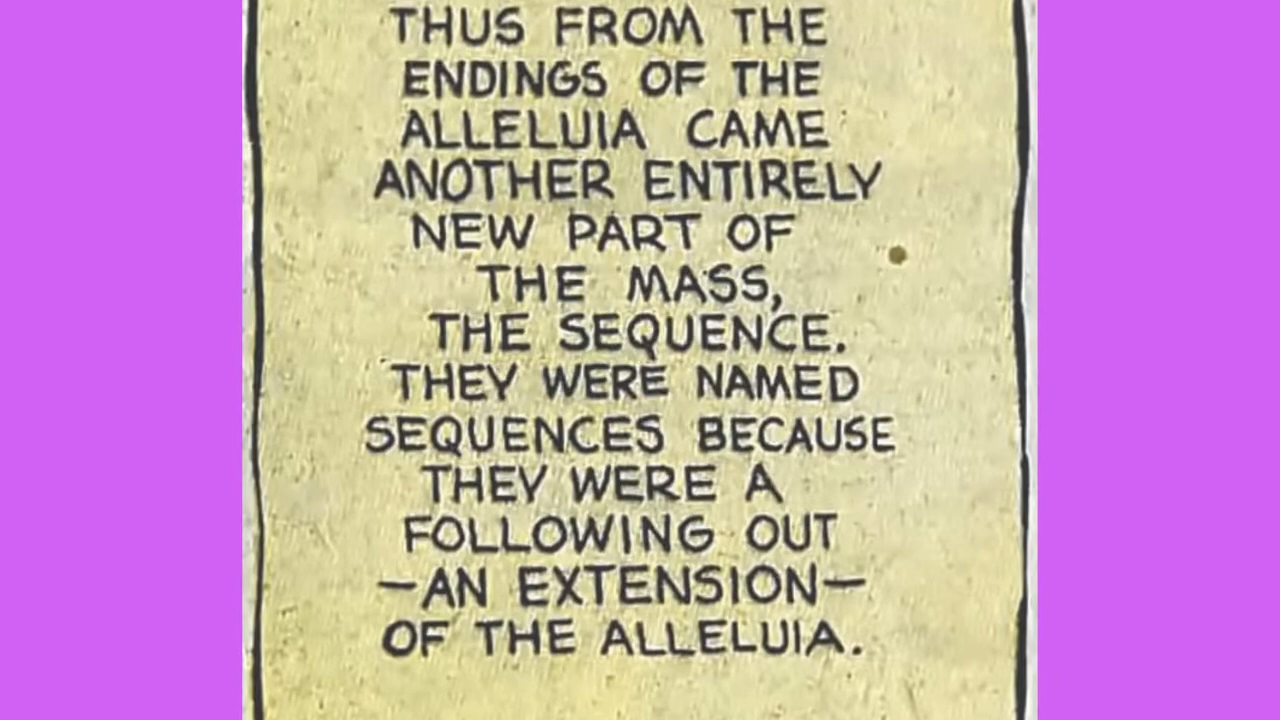 THUS FROM THE
ENDINGS OF THE
ALLELUIA CAME
ANOTHER ENTIRELY
NEW PART OF
THE MASS,
THE SEQUENCE.
THEY WERE NAMED
SEQUENCES BECAUSE
THEY WERE A
FOLLOWING OUT
—AN EXTENSION—
OF THE ALLELUIA.